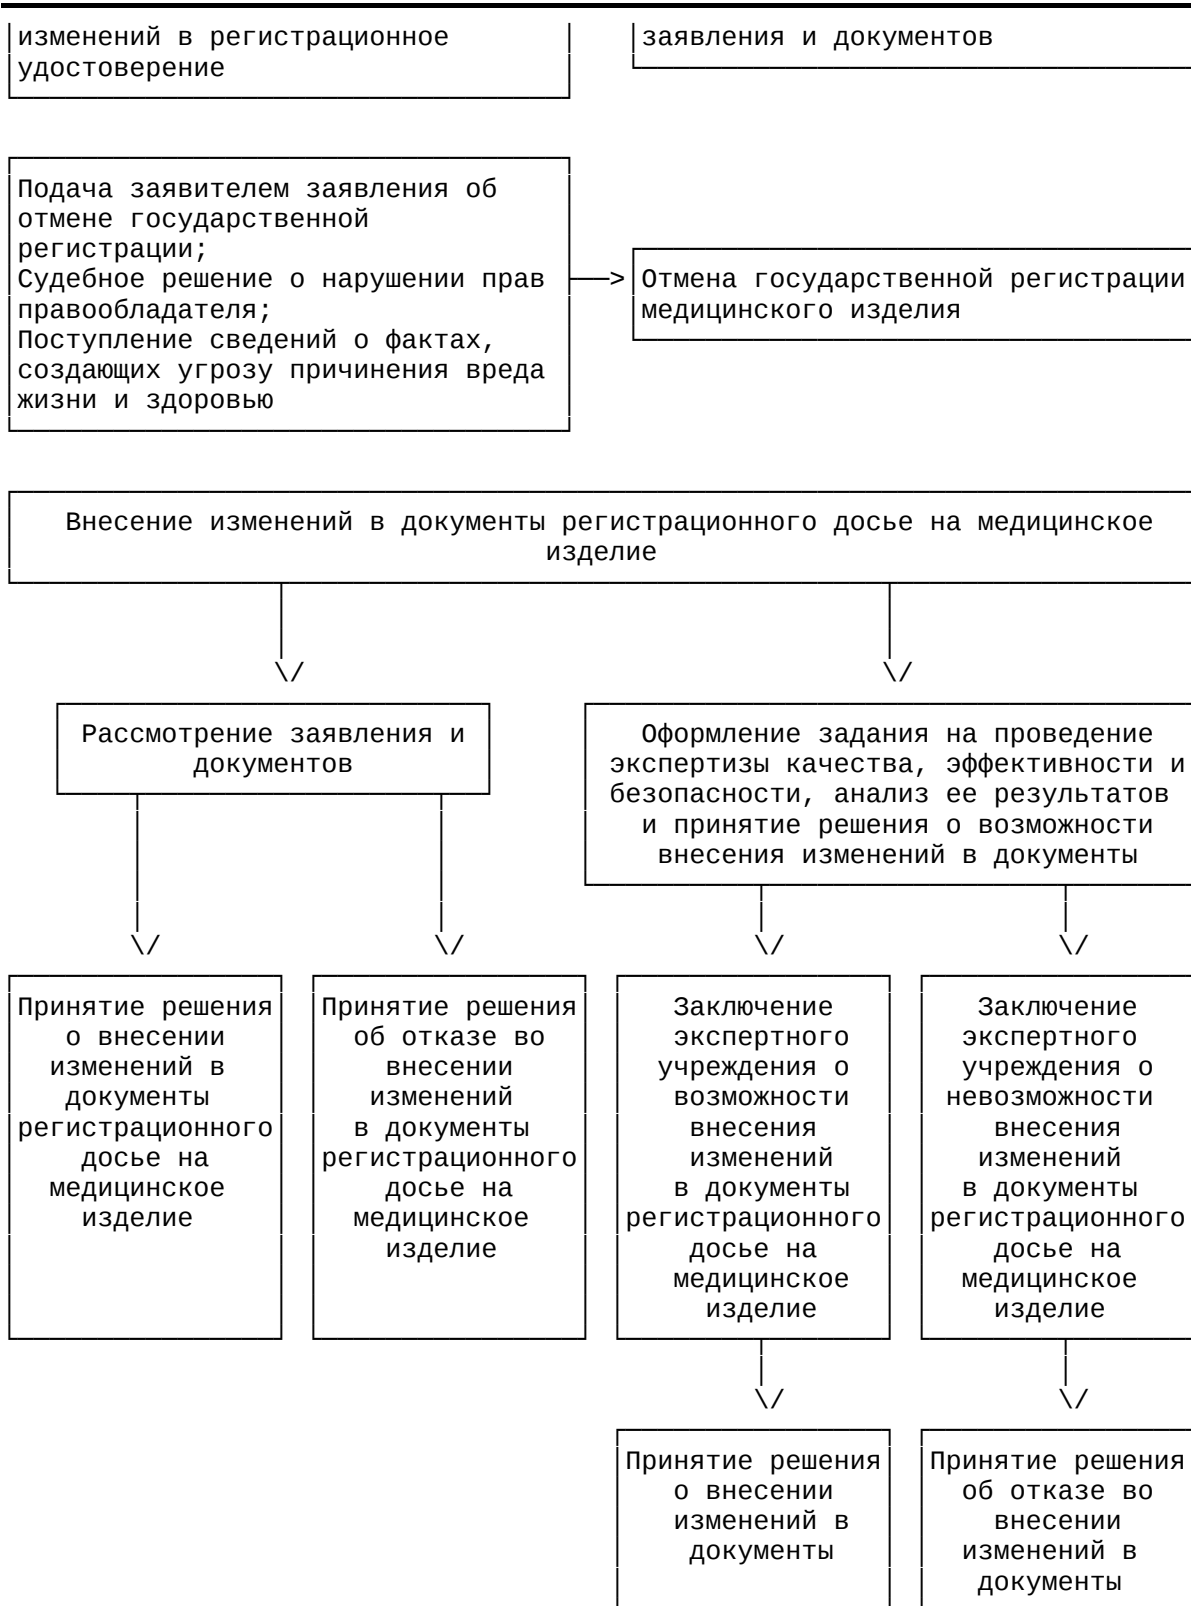 изменений в регистрационное
удостоверение
заявления и документов
Подача заявителем заявления об
отмене государственной
регистрации;
Судебное решение о нарушении прав
правообладателя;
Поступление сведений о фактах,
создающих угрозу причинения вреда
жизни и здоровью
Отмена государственной регистрации
медицинского изделия
Внесение изменений в документы регистрационного досье на медицинское
изделие
Рассмотрение заявления и
документов
Оформление задания на проведение
экспертизы качества, эффективности и
безопасности, анализ ее результатов
и принятие решения о возможности
внесения изменений в документы
Принятие решения
о внесении
изменений в
документы
регистрационного
досье на
медицинское
изделие
Принятие решения
об отказе во
внесении
изменений
в документы
регистрационного
досье на
медицинское
изделие
Заключение
экспертного
учреждения о
возможности
внесения
изменений
в документы
регистрационного
досье на
медицинское
изделие
Заключение
экспертного
учреждения о
невозможности
внесения
изменений
в документы
регистрационного
досье на
медицинское
изделие
Принятие решения
о внесении
изменений в
документы
Принятие решения
об отказе во
внесении
изменений в
документы